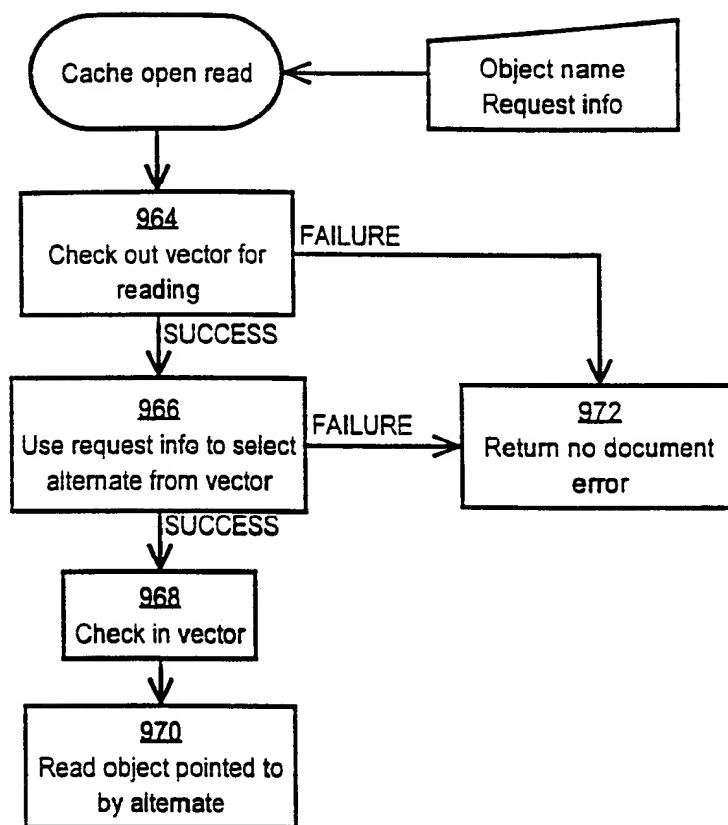 Cache open read
Object name
Request info
964
Check out vector for
reading
FAILURE
SUCCESS
966
Use request info to select
alternate from vector
FAILURE
972
Return no document
error
SUCCESS
968
Check in vector
970
Read object pointed to
by alternate